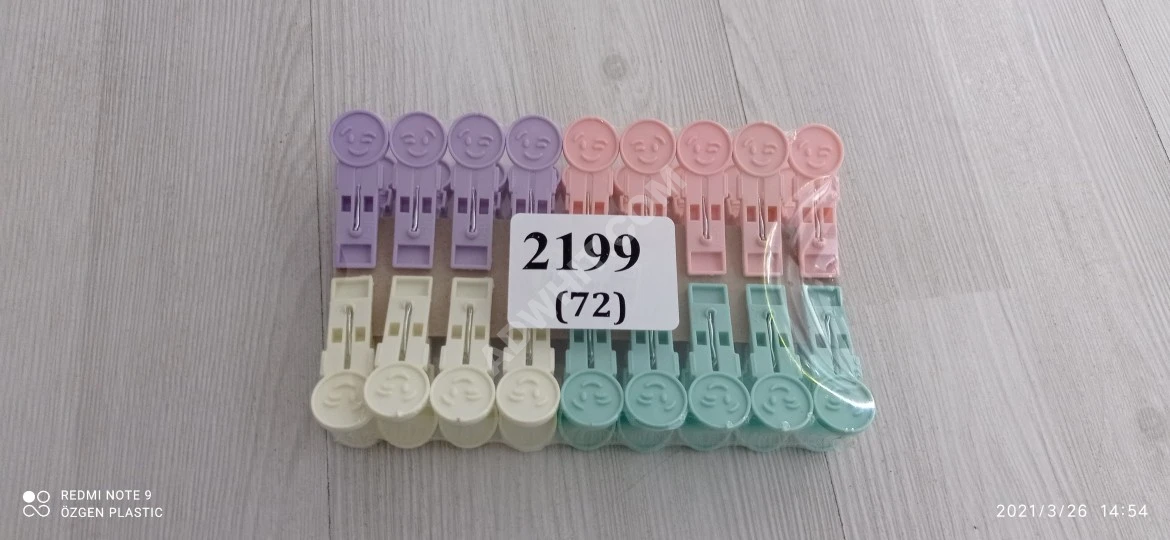 2199
(72)
REDMI NOTE 9
ÖZGEN PLASTIC
2021/3/26 14:54